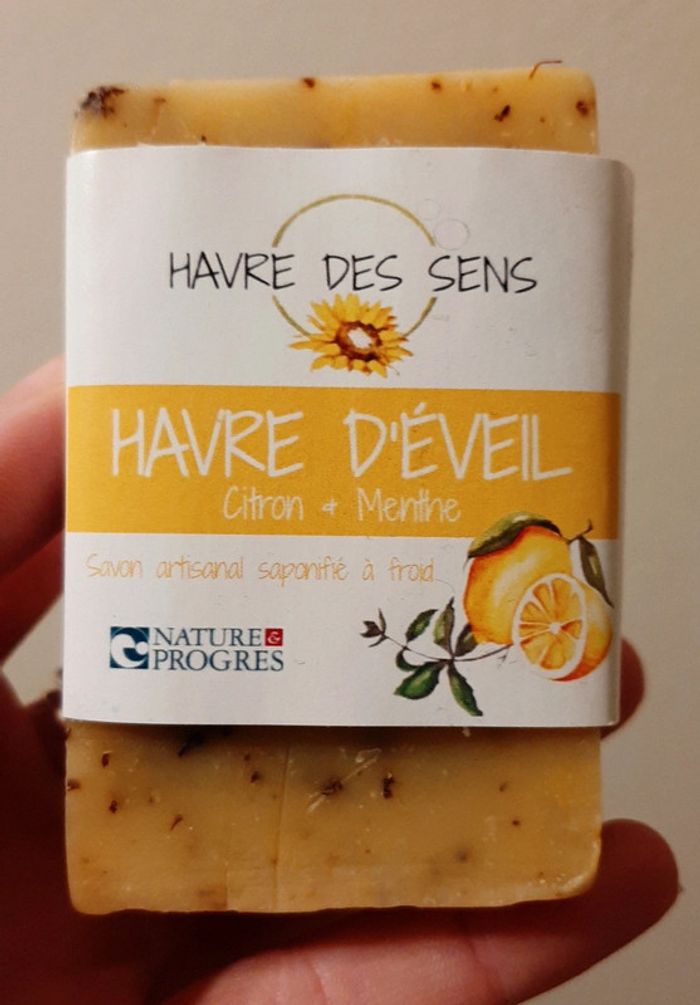 HAVRE DES SENS
HAVRE D'ÉVEIL
Citron + Menthe
Savon artisanal saponifié à froid
NATURE &
PROGRES